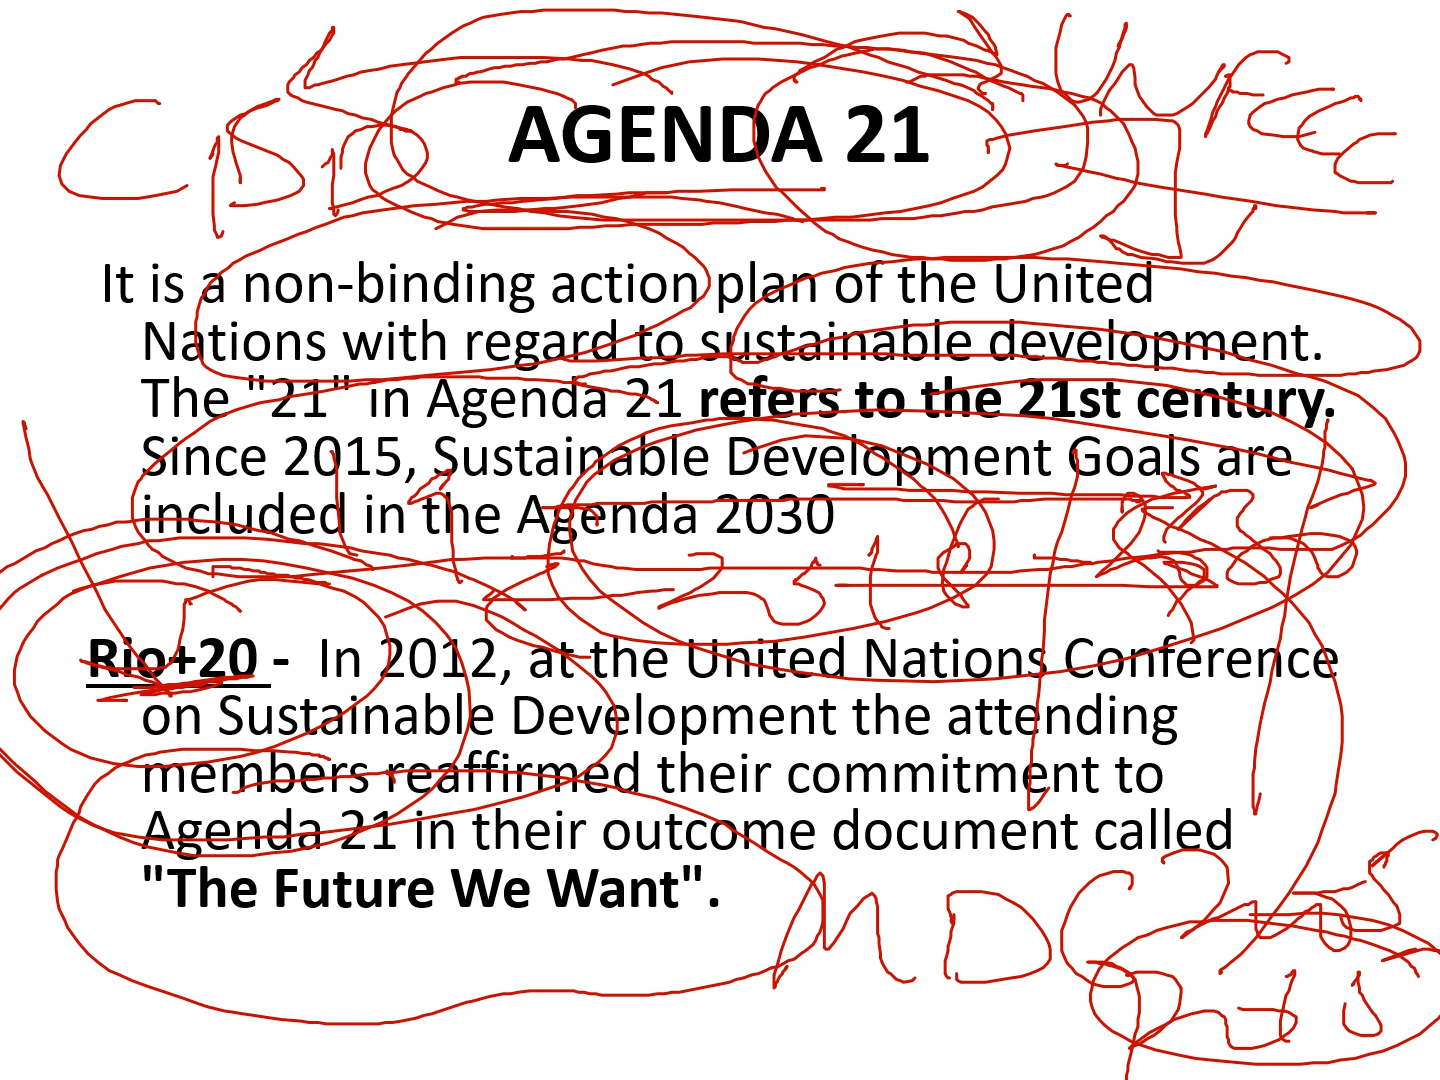 AGENDA 21
It is a non-binding action plan of the United
Nations with regard to sustainable development.
The "21" in Agenda 21 refers to the 21st century.
Since 2015, Sustainable Development Goals are
included in the Agenda 2030
Rio+20 - In 2012, at the United Nations Conference
on Sustainable Development the attending
members reaffirmed their commitment to
Agenda 21 in their outcome document called
"The Future We Want".